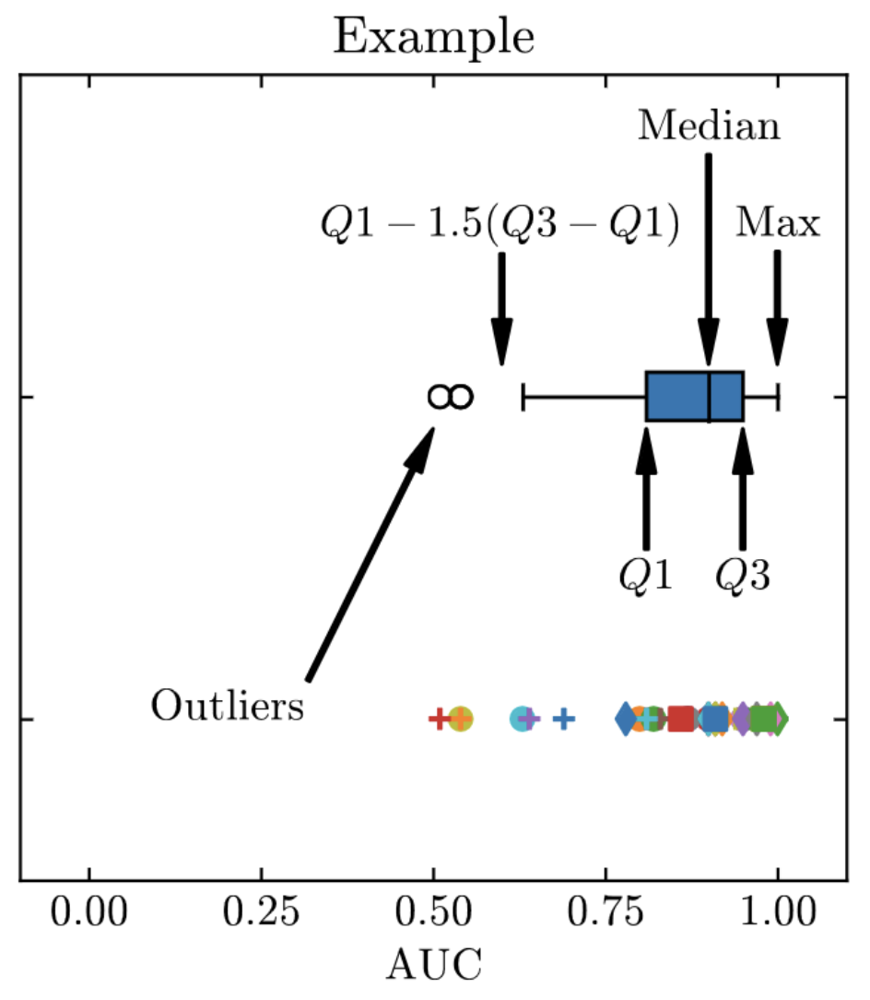 Example
Median
Q1 − 1.5(Q3 − Q1)
Max
Q1
Q3
Outliers
0.00
0.25
0.50
0.75
1.00
AUC